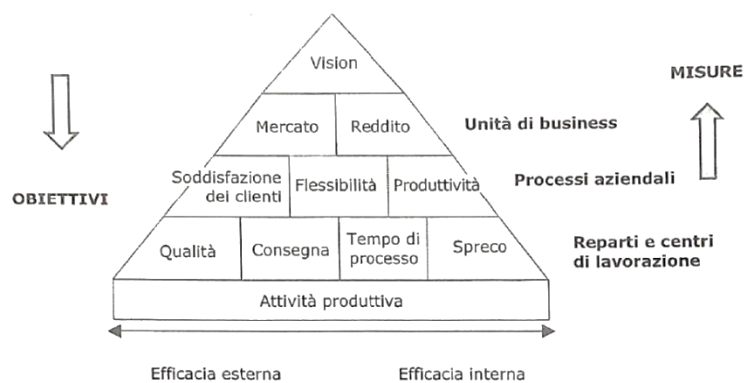 Vision
MISURE
Mercato Reddito
Unità di business
Soddisfazione
dei clienti
Flessibilità
Produttività
Processi aziendali
OBIETTIVI
Qualità
Consegna
Tempo di
processo
Spreco
Reparti e centri
di lavorazione
Attività produttiva
Efficacia esterna
Efficacia interna